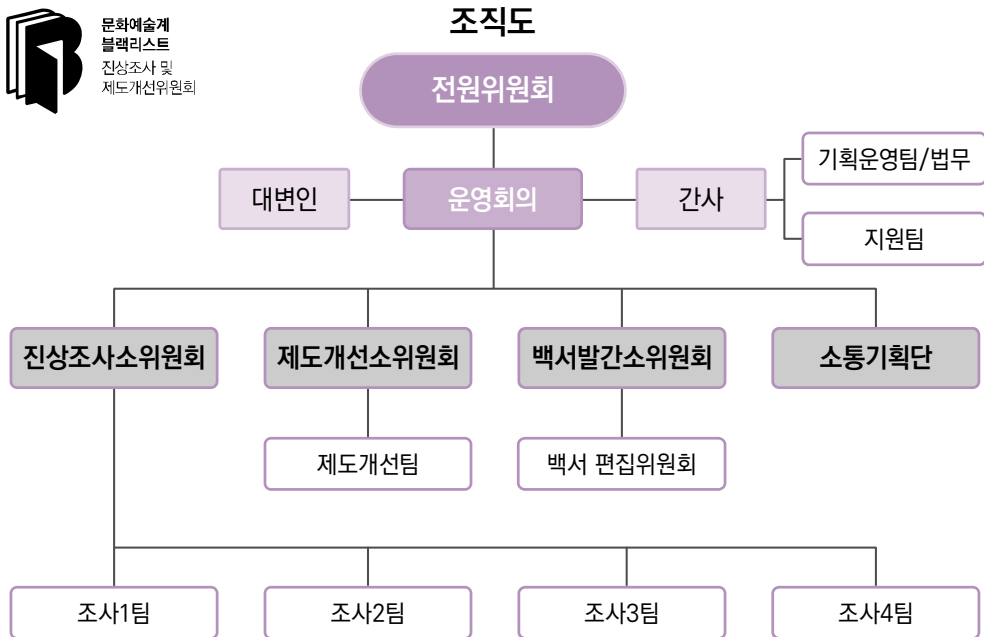 문화예술계
블랙리스트
진상조사 및
제도개선위원회
조직도
전원위원회
대변인
운영회의
간사
기획운영팀/법무
지원팀
진상조사소위원회
제도개선소위원회
백서발간소위원회
소통기획단
제도개선팀
백서 편집위원회
조사1팀
조사2팀
조사3팀
조사4팀